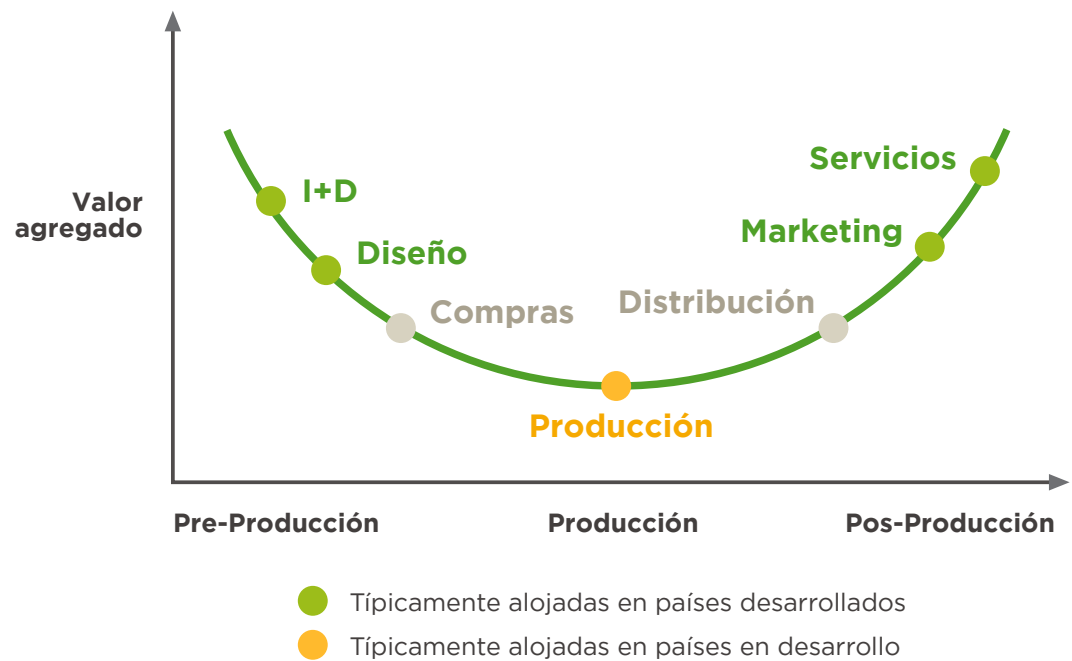 Valor
agregado
I+D
Diseño
Compras
Producción
Distribución
Marketing
Servicios
Pre-Producción
Producción
Pos-Producción
Típicamente alojadas en países desarrollados
Típicamente alojadas en países en desarrollo